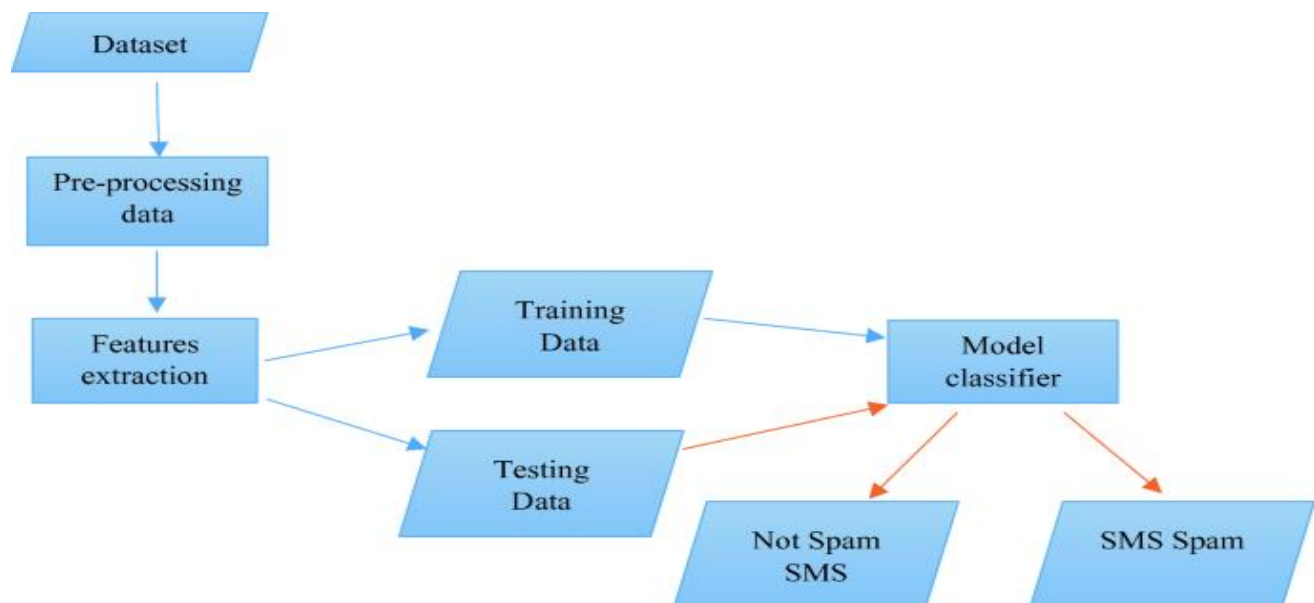 Dataset
Pre-processing
data
Features
extraction
Training
Data
Testing
Data
Model
classifier
Not Spam
SMS
SMS Spam